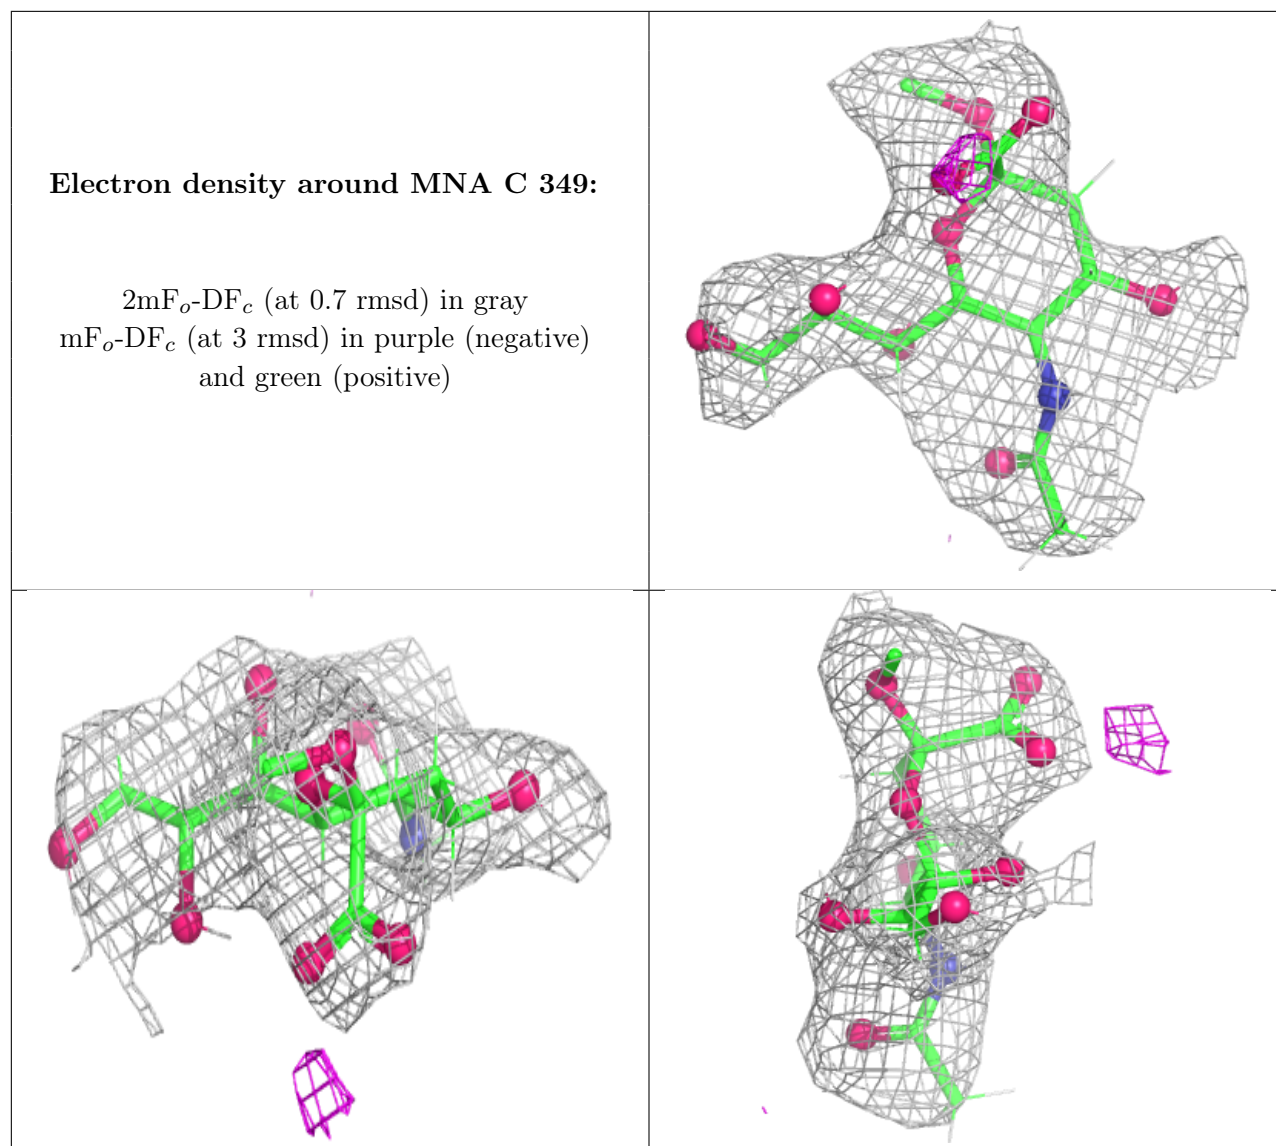 Electron density around MNA C 349:
2mFₒ-DF𝒸 (at 0.7 rmsd) in gray
mFₒ-DF𝒸 (at 3 rmsd) in purple (negative)
and green (positive)